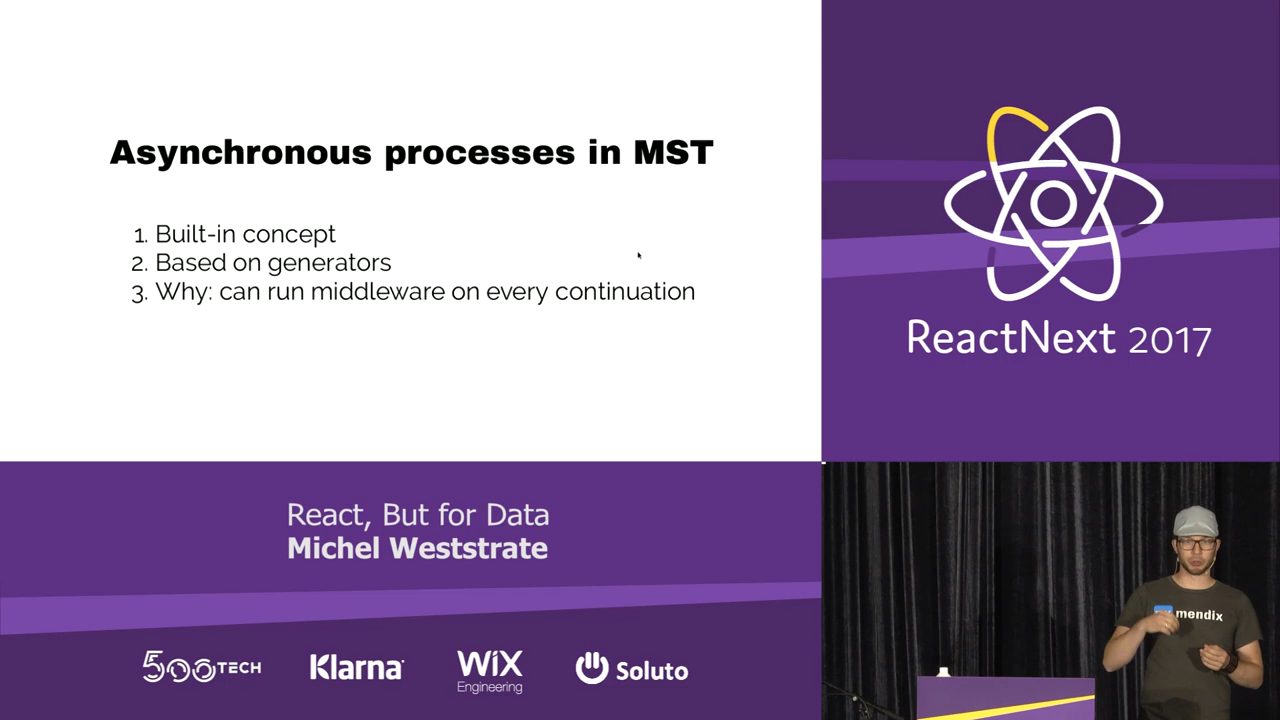 Asynchronous processes in MST
1. Built-in concept
2. Based on generators
3. Why: can run middleware on every continuation
ReactNext 2017
React, But for Data
Michel Weststrate
500TECH
Klarna
WiX
Engineering
Soluto
mendix